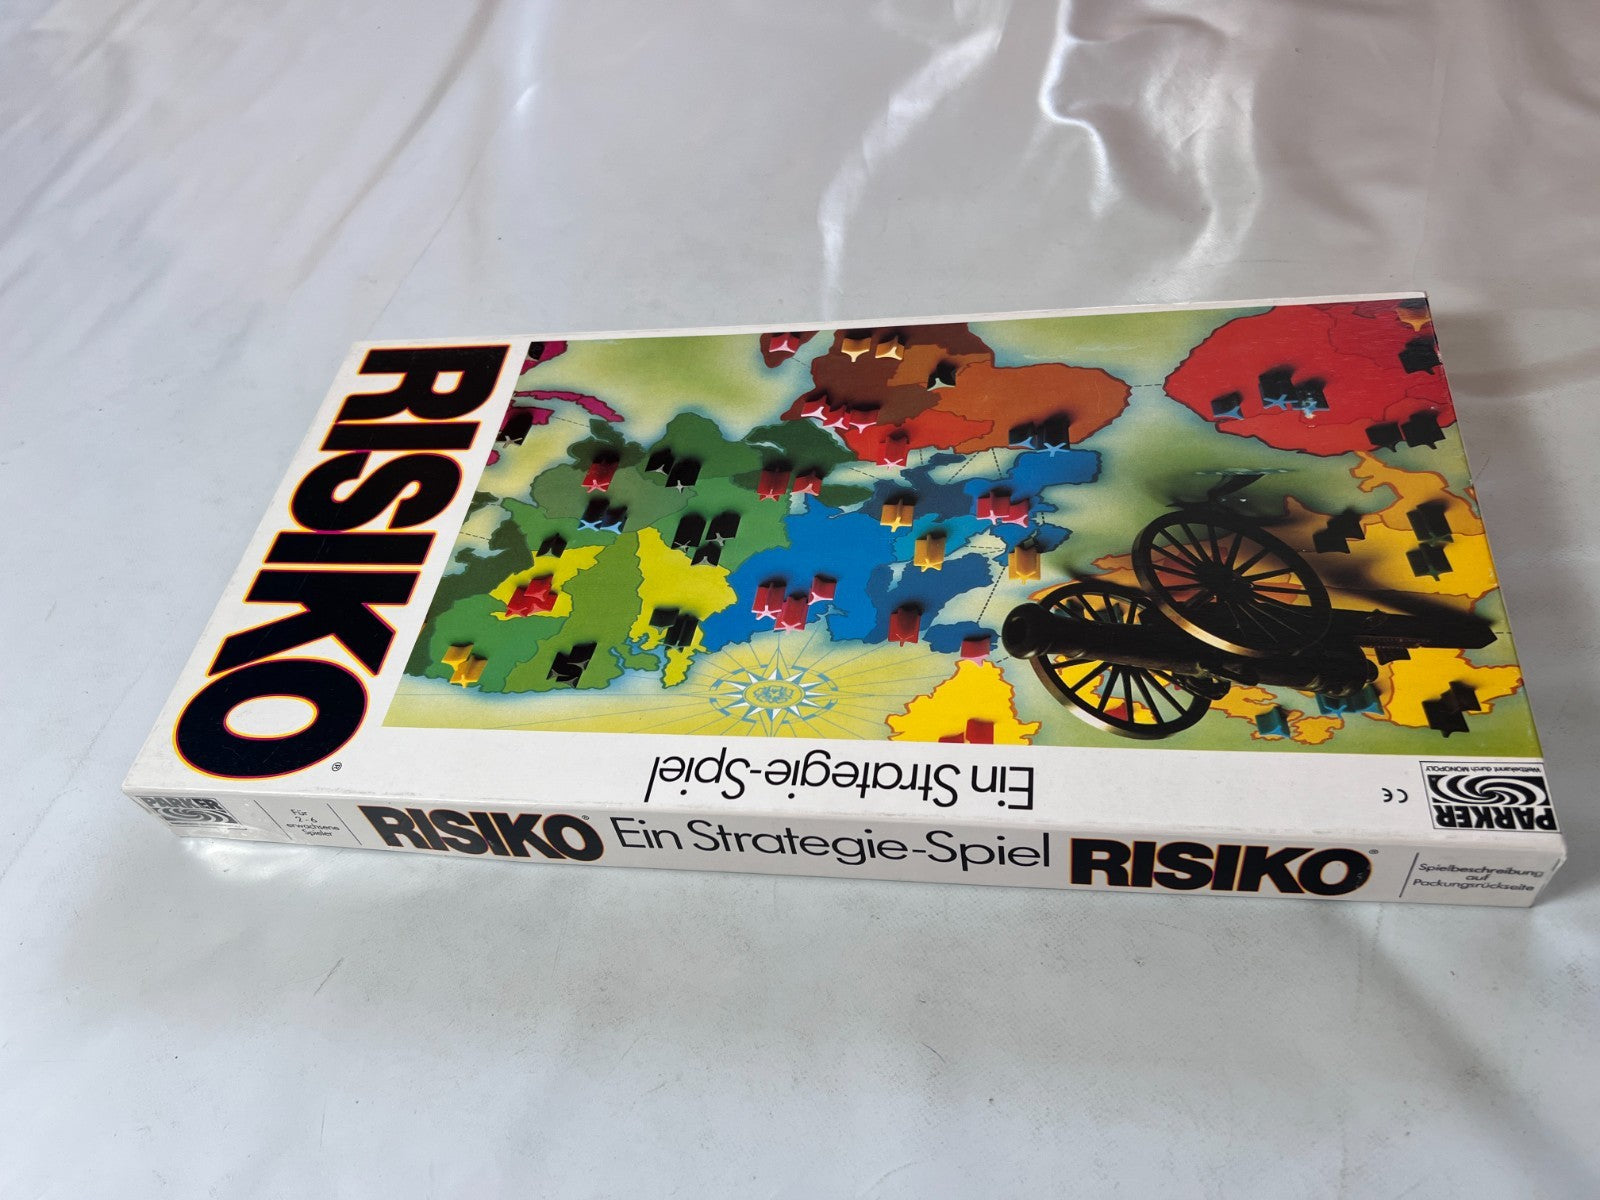 RISIKO®
Ein Strategie-Spiel
CE
PARKER
Weltbekannt durch MONOPOLY
PARKER
Für
2-6
erwachsene
Spieler
RISIKO®
Ein Strategie-Spiel
RISIKO®
Spielbeschreibung
auf
Packungsrückseite